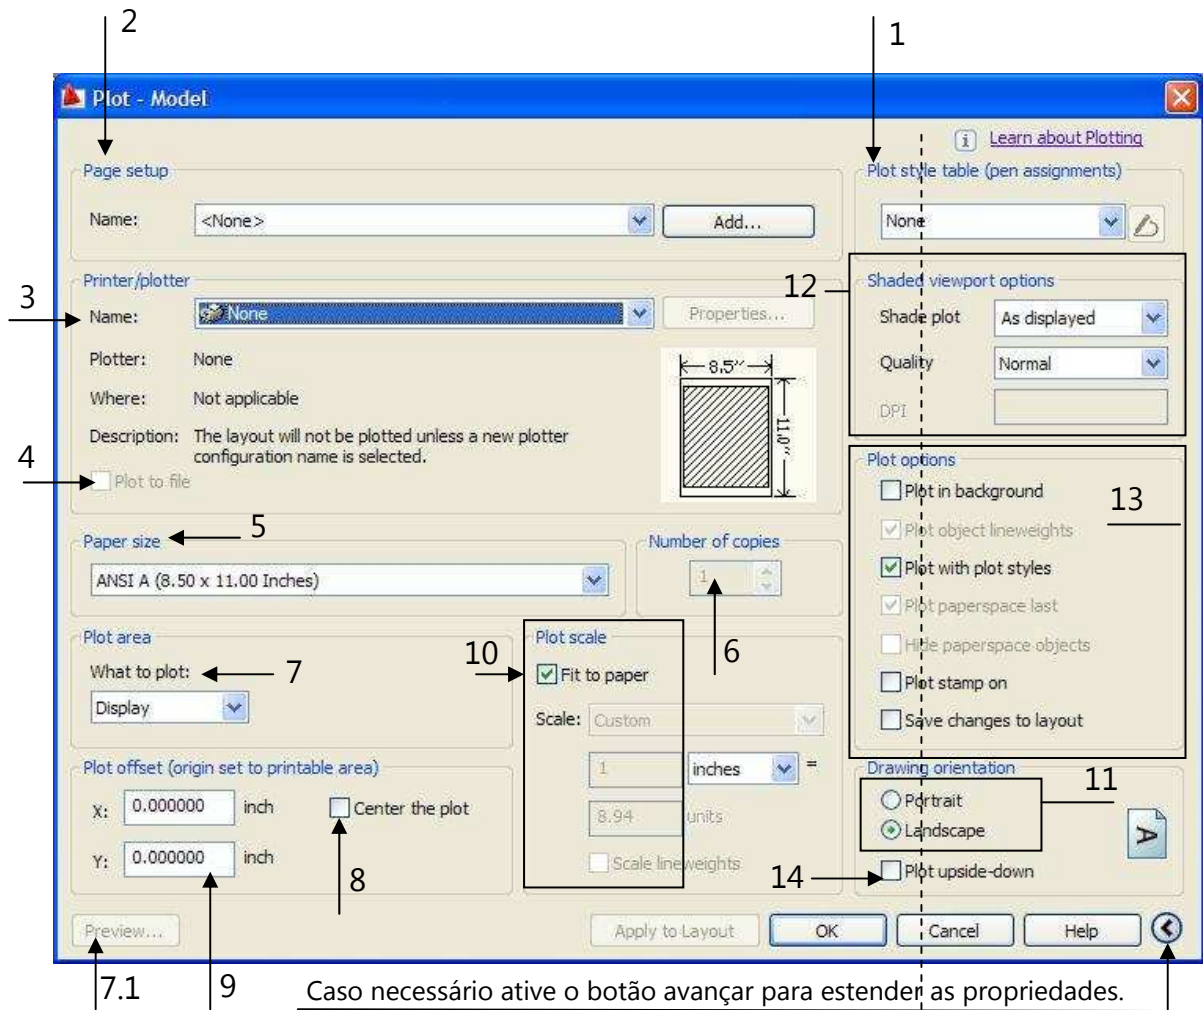 2
1
Plot - Model
Learn about Plotting
Page setup
Name: <None> Add...
Plot style table (pen assignments)
None
3
Printer/plotter
Name: None Properties...
Plotter: None
Where: Not applicable
Description: The layout will not be plotted unless a new plotter
configuration name is selected.
4
Plot to file
8.5''
11.0''
12
Shaded viewport options
Shade plot As displayed
Quality Normal
DPI
Plot options
13
Plot in background
Plot object lineweights
Plot with plot styles
Plot paperspace last
Hide paperspace objects
Plot stamp on
Save changes to layout
Paper size
5
ANSI A (8.50 x 11.00 Inches)
Number of copies
1
6
Plot area
What to plot:
7
Display
10
Plot scale
Fit to paper
Scale: Custom
1 inches =
8.94 units
Scale lineweights
Plot offset (origin set to printable area)
X: 0.000000 inch
Center the plot
Y: 0.000000 inch
8
Drawing orientation
11
Portrait
Landscape
A
14
Plot upside-down
Preview...
Apply to Layout
OK
Cancel
Help
7.1
9
Caso necessário ative o botão avançar para estender as propriedades.